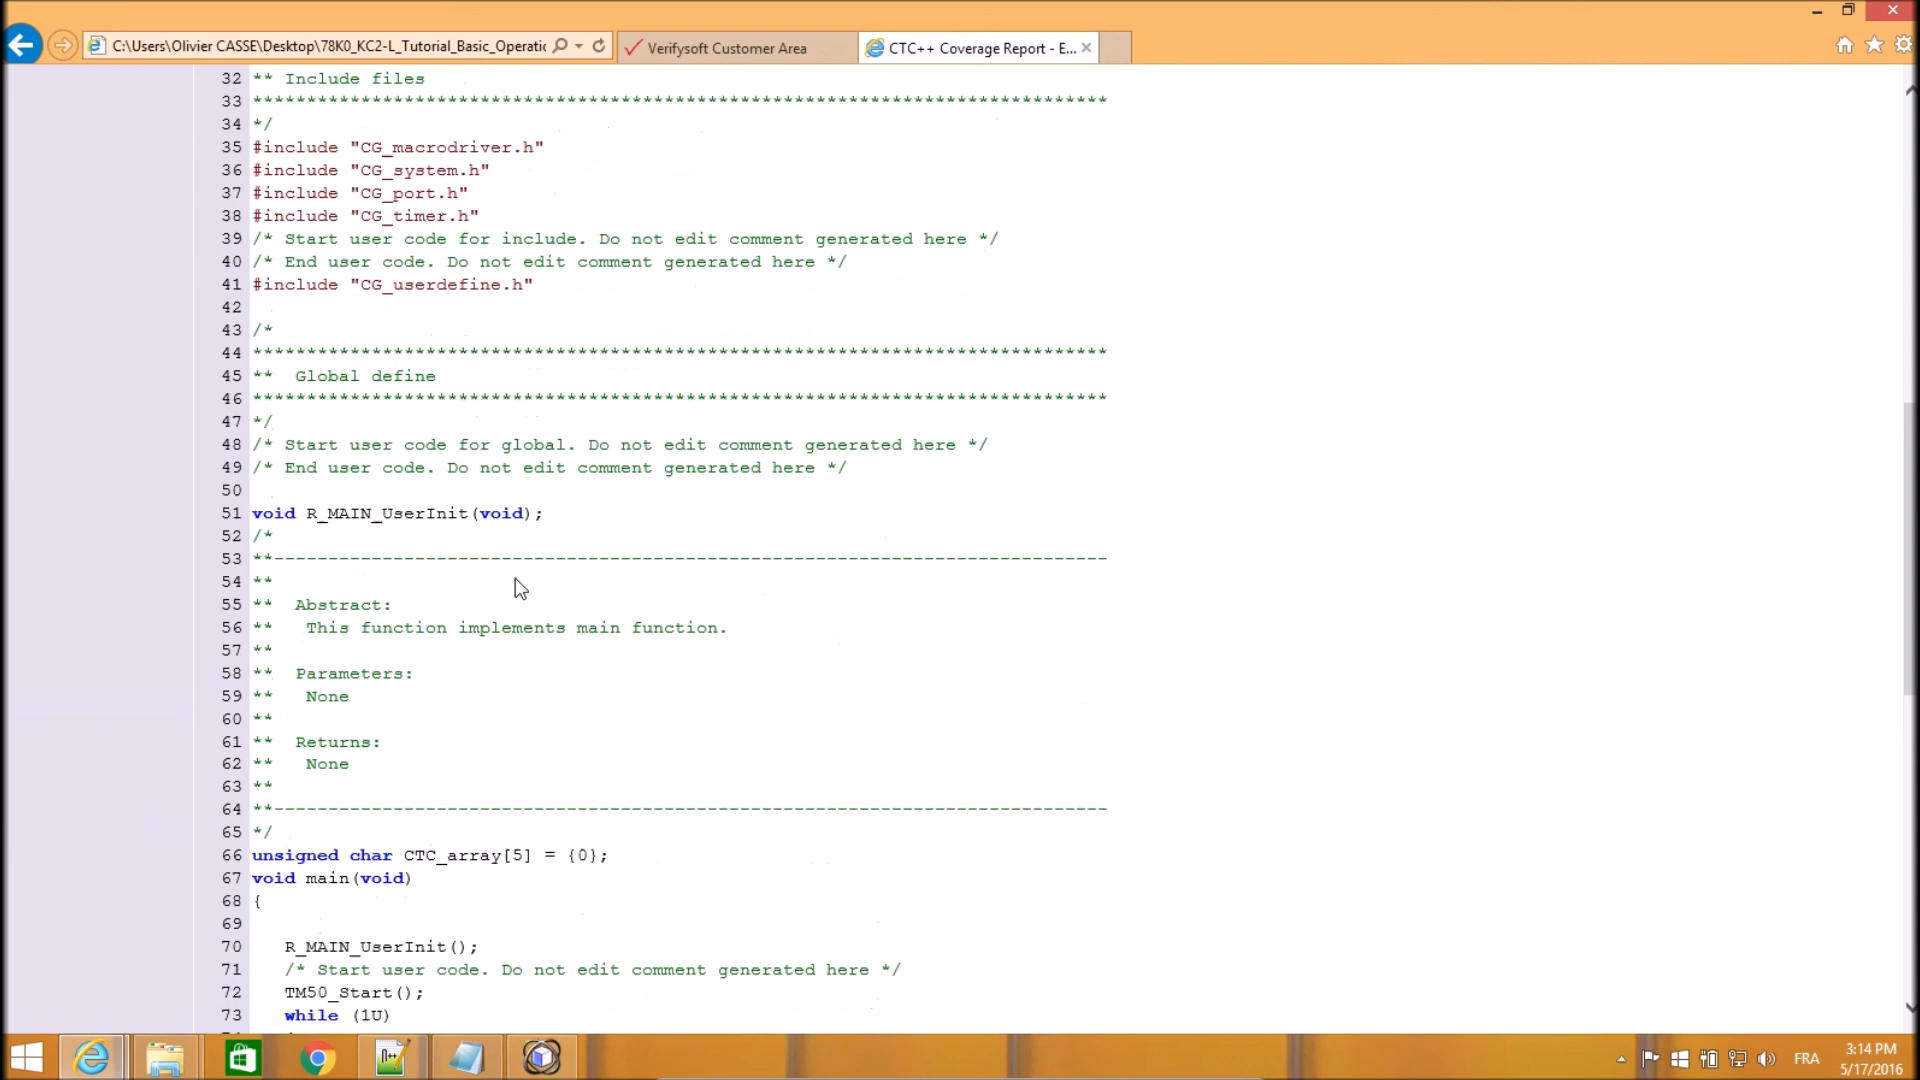 C:\Users\Olivier CASSE\Desktop\78K0_KC2-L_Tutorial_Basic_Operatic
Verifysoft Customer Area
CTC++ Coverage Report - E...
32 ** Include files
33 *******************************************************************************
34 */
35 #include "CG_macrodriver.h"
36 #include "CG_system.h"
37 #include "CG_port.h"
38 #include "CG_timer.h"
39 /* Start user code for include. Do not edit comment generated here */
40 /* End user code. Do not edit comment generated here */
41 #include "CG_userdefine.h"
42
43 /*
44 *******************************************************************************
45 **  Global define
46 *******************************************************************************
47 */
48 /* Start user code for global. Do not edit comment generated here */
49 /* End user code. Do not edit comment generated here */
50
51 void R_MAIN_UserInit(void);
52 /*
53 **-----------------------------------------------------------------------------
54 **
55 **  Abstract:
56 **   This function implements main function.
57 **
58 **  Parameters:
59 **   None
60 **
61 **  Returns:
62 **   None
63 **
64 **-----------------------------------------------------------------------------
65 */
66 unsigned char CTC_array[5] = {0};
67 void main(void)
68 {
69
70    R_MAIN_UserInit();
71    /* Start user code. Do not edit comment generated here */
72    TM50_Start();
73    while (1U)
FRA
3:14 PM
5/17/2016